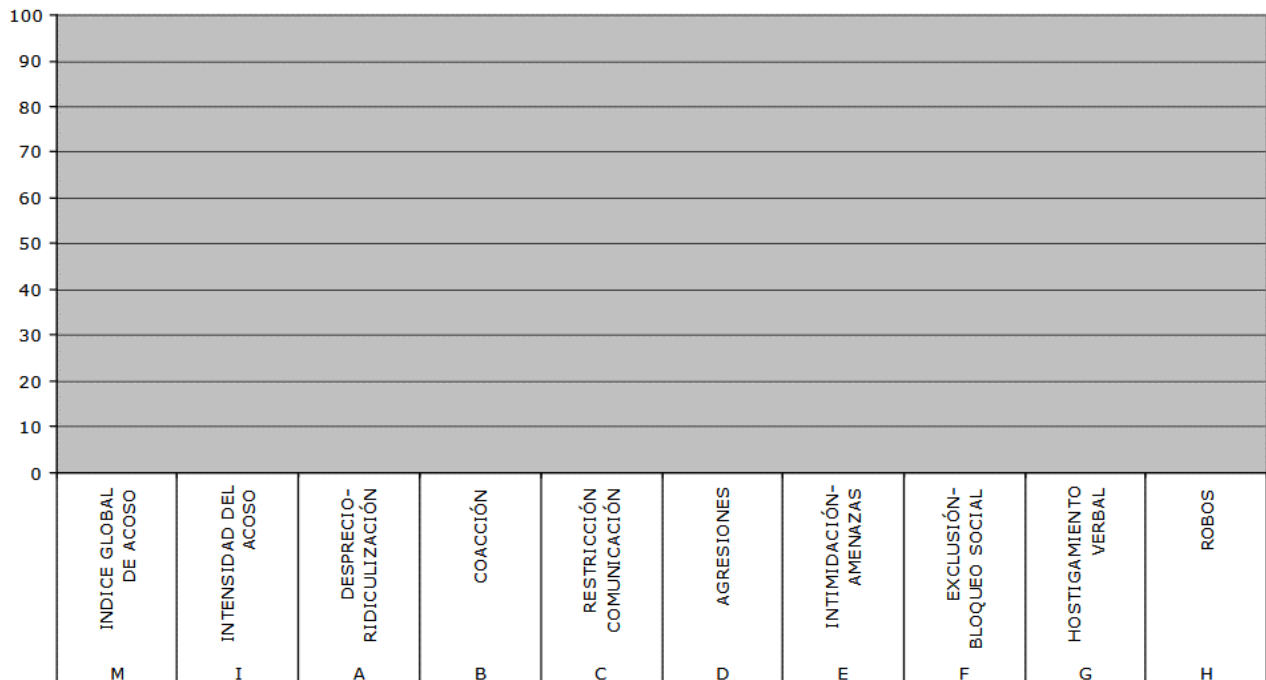 100
90
80
70
60
50
40
30
20
10
0
INDICE GLOBAL
DE ACOSO
INTENSIDAD DEL
ACOSO
DESPRECIO-
RIDICULIZACIÓN
COACCIÓN
RESTRICCIÓN
COMUNICACIÓN
AGRESIONES
INTIMIDACIÓN-
AMENAZAS
EXCLUSIÓN-
BLOQUEO SOCIAL
HOSTIGAMIENTO
VERBAL
ROBOS
M I A B C D E F G H